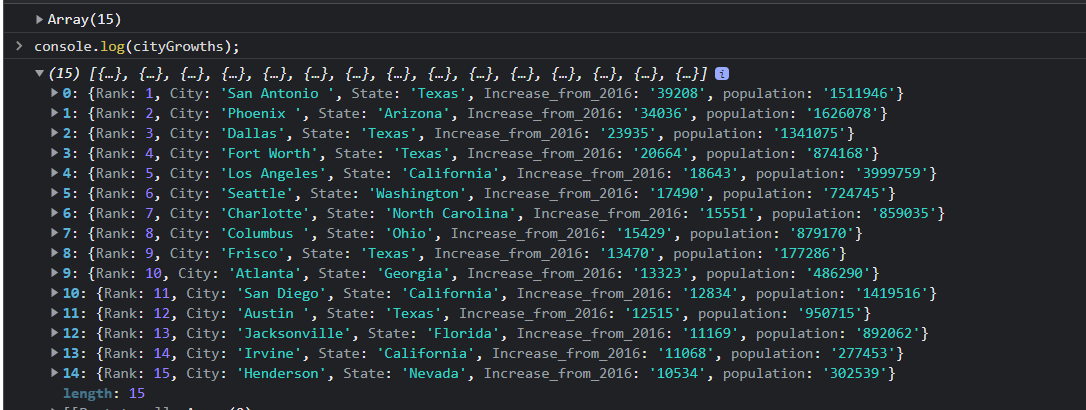 Array(15)
console.log(cityGrowths);
(15) [{…}, {…}, {…}, {…}, {…}, {…}, {…}, {…}, {…}, {…}, {…}, {…}, {…}, {…}, {…}] i
0: {Rank: 1, City: 'San Antonio ', State: 'Texas', Increase_from_2016: '39208', population: '1511946'}
1: {Rank: 2, City: 'Phoenix ', State: 'Arizona', Increase_from_2016: '34036', population: '1626078'}
2: {Rank: 3, City: 'Dallas', State: 'Texas', Increase_from_2016: '23935', population: '1341075'}
3: {Rank: 4, City: 'Fort Worth', State: 'Texas', Increase_from_2016: '20664', population: '874168'}
4: {Rank: 5, City: 'Los Angeles', State: 'California', Increase_from_2016: '18643', population: '3999759'}
5: {Rank: 6, City: 'Seattle', State: 'Washington', Increase_from_2016: '17490', population: '724745'}
6: {Rank: 7, City: 'Charlotte', State: 'North Carolina', Increase_from_2016: '15551', population: '859035'}
7: {Rank: 8, City: 'Columbus ', State: 'Ohio', Increase_from_2016: '15429', population: '879170'}
8: {Rank: 9, City: 'Frisco', State: 'Texas', Increase_from_2016: '13470', population: '177286'}
9: {Rank: 10, City: 'Atlanta', State: 'Georgia', Increase_from_2016: '13323', population: '486290'}
10: {Rank: 11, City: 'San Diego', State: 'California', Increase_from_2016: '12834', population: '1419516'}
11: {Rank: 12, City: 'Austin ', State: 'Texas', Increase_from_2016: '12515', population: '950715'}
12: {Rank: 13, City: 'Jacksonville', State: 'Florida', Increase_from_2016: '11169', population: '892062'}
13: {Rank: 14, City: 'Irvine', State: 'California', Increase_from_2016: '11068', population: '277453'}
14: {Rank: 15, City: 'Henderson', State: 'Nevada', Increase_from_2016: '10534', population: '302539'}
length: 15